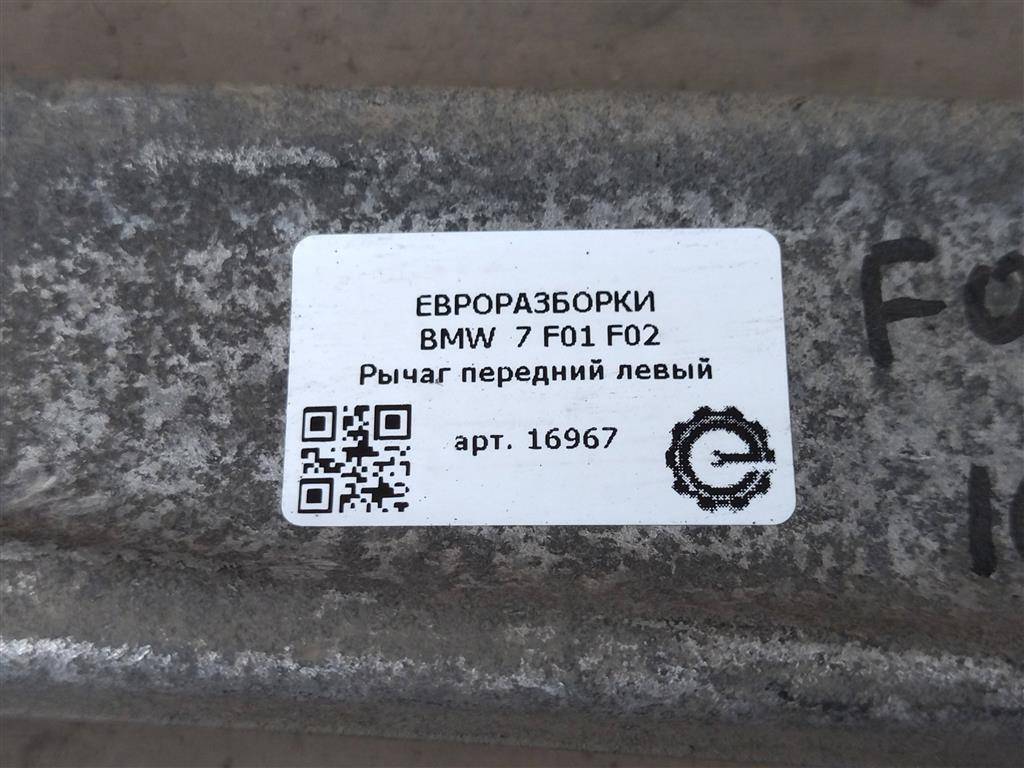 ЕВРОРАЗБОРКИ
BMW 7 F01 F02
Рычаг передний левый
арт. 16967